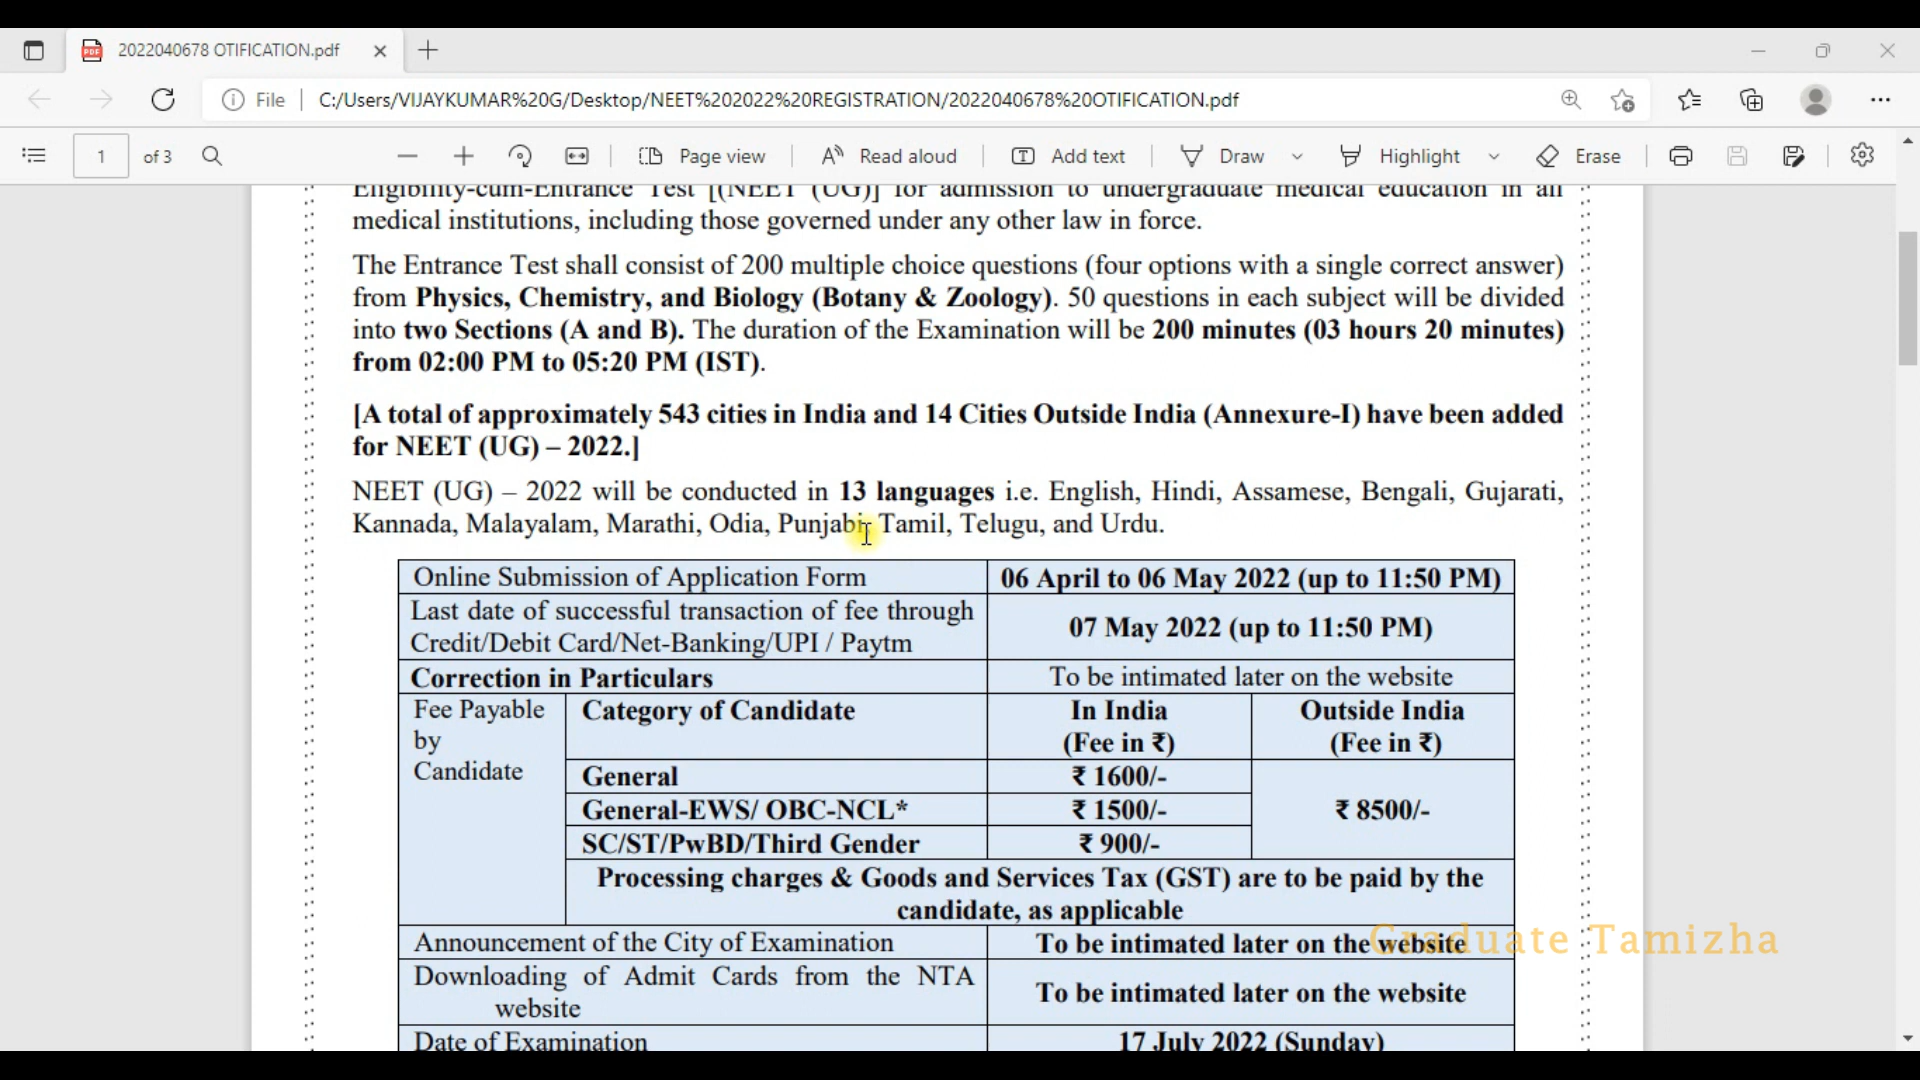 2022040678 OTIFICATION.pdf
File
C:/Users/VIJAYKUMAR%20G/Desktop/NEET%202022%20REGISTRATION/2022040678%20OTIFICATION.pdf
1 of 3 Page view Read aloud Add text Draw Highlight Erase
Eligibility-cum-Entrance Test [(NEET (UG)] for admission to undergraduate medical education in all
medical institutions, including those governed under any other law in force.
The Entrance Test shall consist of 200 multiple choice questions (four options with a single correct answer)
from Physics, Chemistry, and Biology (Botany & Zoology). 50 questions in each subject will be divided
into two Sections (A and B). The duration of the Examination will be 200 minutes (03 hours 20 minutes)
from 02:00 PM to 05:20 PM (IST).
[A total of approximately 543 cities in India and 14 Cities Outside India (Annexure-I) have been added
for NEET (UG) – 2022.]
NEET (UG) – 2022 will be conducted in 13 languages i.e. English, Hindi, Assamese, Bengali, Gujarati,
Kannada, Malayalam, Marathi, Odia, Punjabi, Tamil, Telugu, and Urdu.
Online Submission of Application Form 06 April to 06 May 2022 (up to 11:50 PM)
Last date of successful transaction of fee through
Credit/Debit Card/Net-Banking/UPI / Paytm
07 May 2022 (up to 11:50 PM)
Correction in Particulars To be intimated later on the website
Fee Payable
by
Candidate
Category of Candidate
In India
(Fee in ₹)
Outside India
(Fee in ₹)
General ₹ 1600/-
General-EWS/ OBC-NCL* ₹ 1500/- ₹ 8500/-
SC/ST/PwBD/Third Gender ₹ 900/-
Processing charges & Goods and Services Tax (GST) are to be paid by the
candidate, as applicable
Announcement of the City of Examination To be intimated later on the website
Graduate Tamizha
Downloading of Admit Cards from the NTA
website
To be intimated later on the website
Date of Examination 17 July 2022 (Sunday)